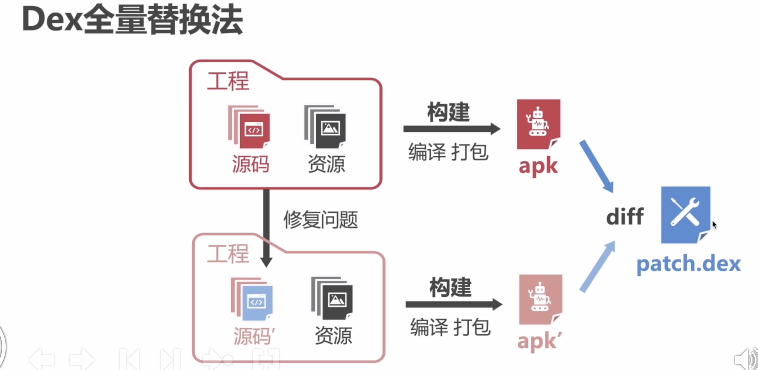 Dex全量替换法
工程
源码
资源
构建
编译 打包
apk
修复问题
diff
patch.dex
工程
源码′
资源
构建
编译 打包
apk′